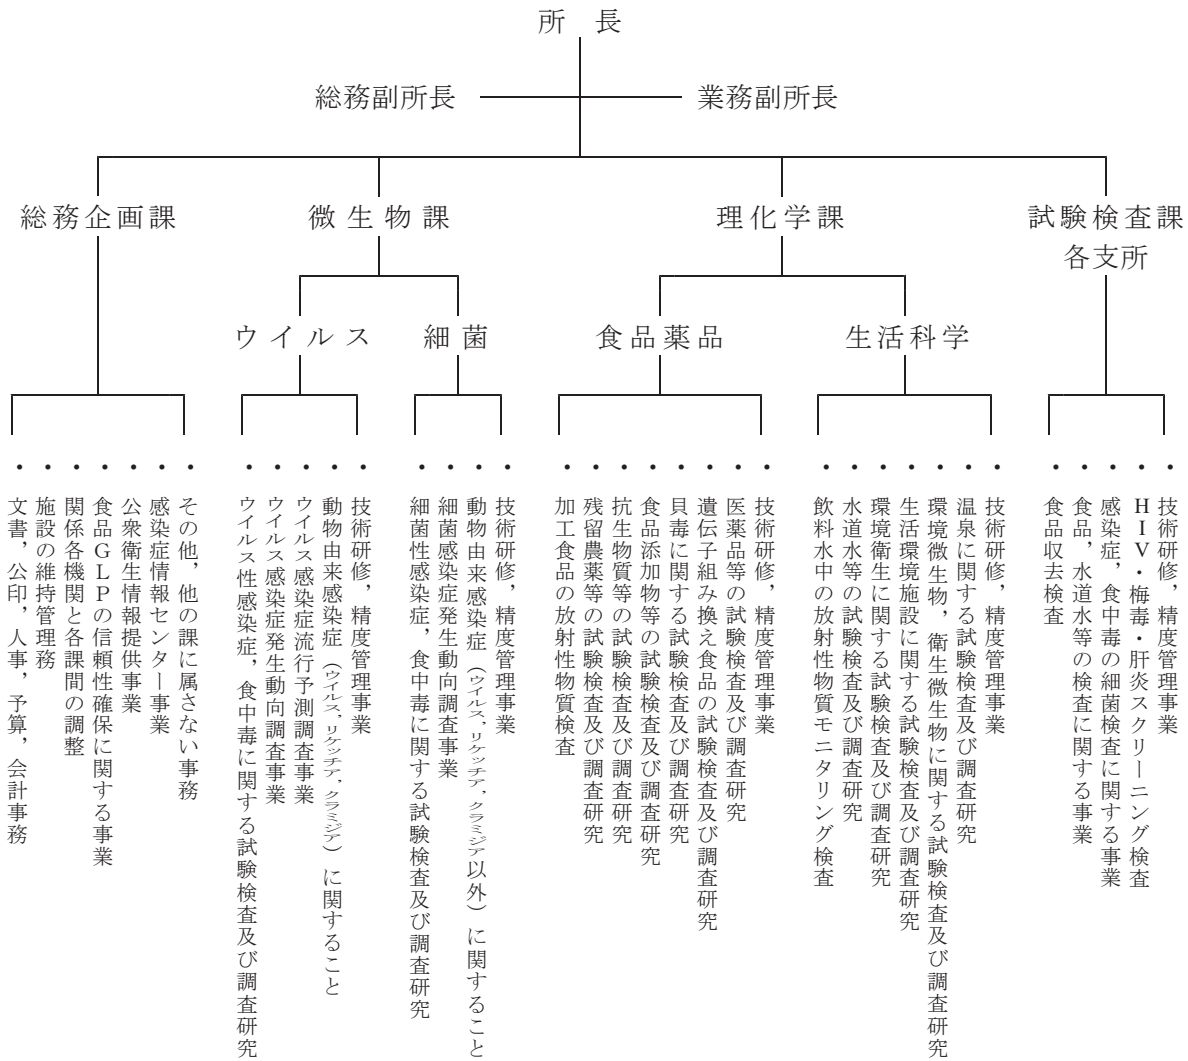 所 長
総務副所長
業務副所長
総務企画課
微生物課
理化学課
試験検査課
各支所
ウイルス
細菌
食品薬品
生活科学
・文書，公印，人事，予算，会計事務
・施設の維持管理務
・関係各機関と各課間の調整
・食品GLPの信頼性確保に関する事業
・公衆衛生情報提供事業
・感染症情報センター事業
・その他，他の課に属さない事務
・ウイルス性感染症，食中毒に関する試験検査及び調査研究
・ウイルス感染症発生動向調査事業
・ウイルス感染症流行予測調査事業
・動物由来感染症（ウイルス，リケッチア，クラミジア）に関すること
・技術研修，精度管理事業
・細菌性感染症，食中毒に関する試験検査及び調査研究
・細菌感染症発生動向調査事業
・動物由来感染症（ウイルス，リケッチア，クラミジア以外）に関すること
・技術研修，精度管理事業
・加工食品の放射性物質検査
・残留農薬等の試験検査及び調査研究
・抗生物質等の試験検査及び調査研究
・食品添加物等の試験検査及び調査研究
・貝毒に関する試験検査及び調査研究
・遺伝子組み換え食品の試験検査及び調査研究
・医薬品等の試験検査及び調査研究
・技術研修，精度管理事業
・飲料水中の放射性物質モニタリング検査
・水道水等の試験検査及び調査研究
・環境衛生に関する試験検査及び調査研究
・生活環境施設に関する試験検査及び調査研究
・環境微生物，衛生微生物に関する試験検査及び調査研究
・温泉に関する試験検査及び調査研究
・技術研修，精度管理事業
・食品収去検査
・食品，水道水等の検査に関する事業
・感染症，食中毒の細菌検査に関する事業
・HIV・梅毒・肝炎スクリーニング検査
・技術研修，精度管理事業